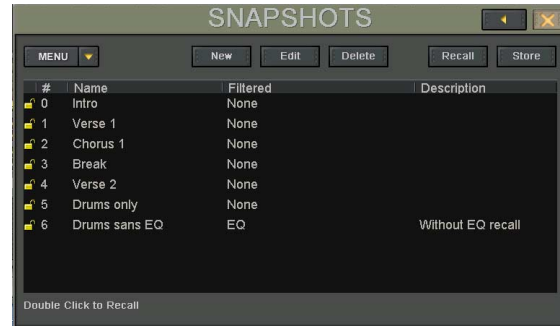 SNAPSHOTS
MENU New Edit Delete Recall Store
# Name Filtered Description
0 Intro None
1 Verse 1 None
2 Chorus 1 None
3 Break None
4 Verse 2 None
5 Drums only None
6 Drums sans EQ EQ Without EQ recall
Double Click to Recall